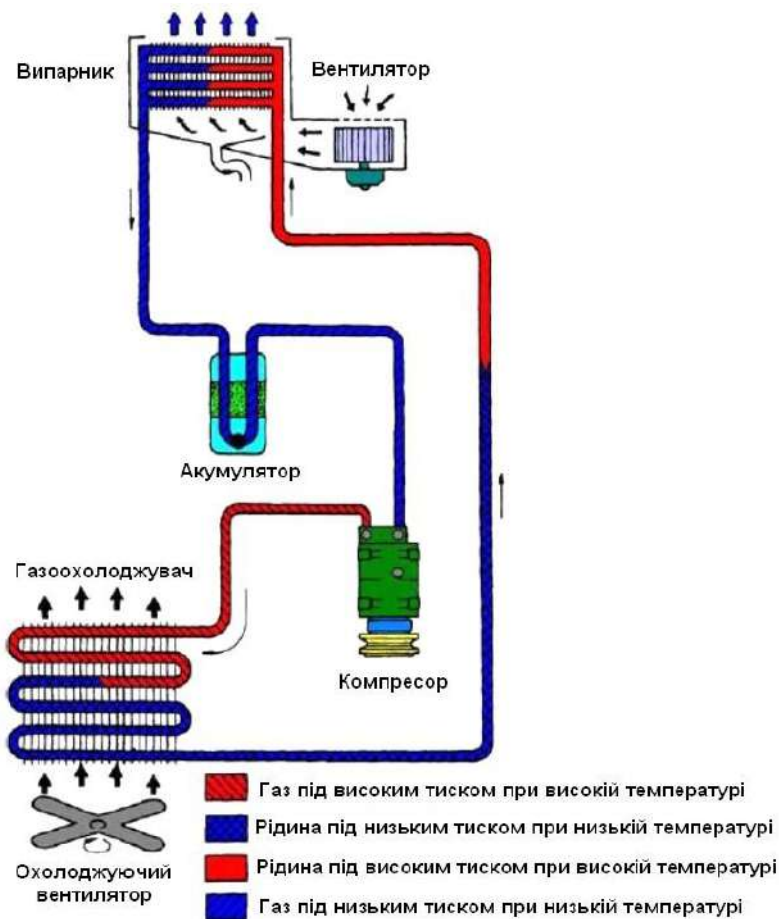 Випарник
Вентилятор
Акумулятор
Газоохолоджувач
Компресор
Газ під високим тиском при високій температурі
Рідина під низьким тиском при низькій температурі
Рідина під високим тиском при високій температурі
Газ під низьким тиском при низькій температурі
Охолоджуючий
вентилятор